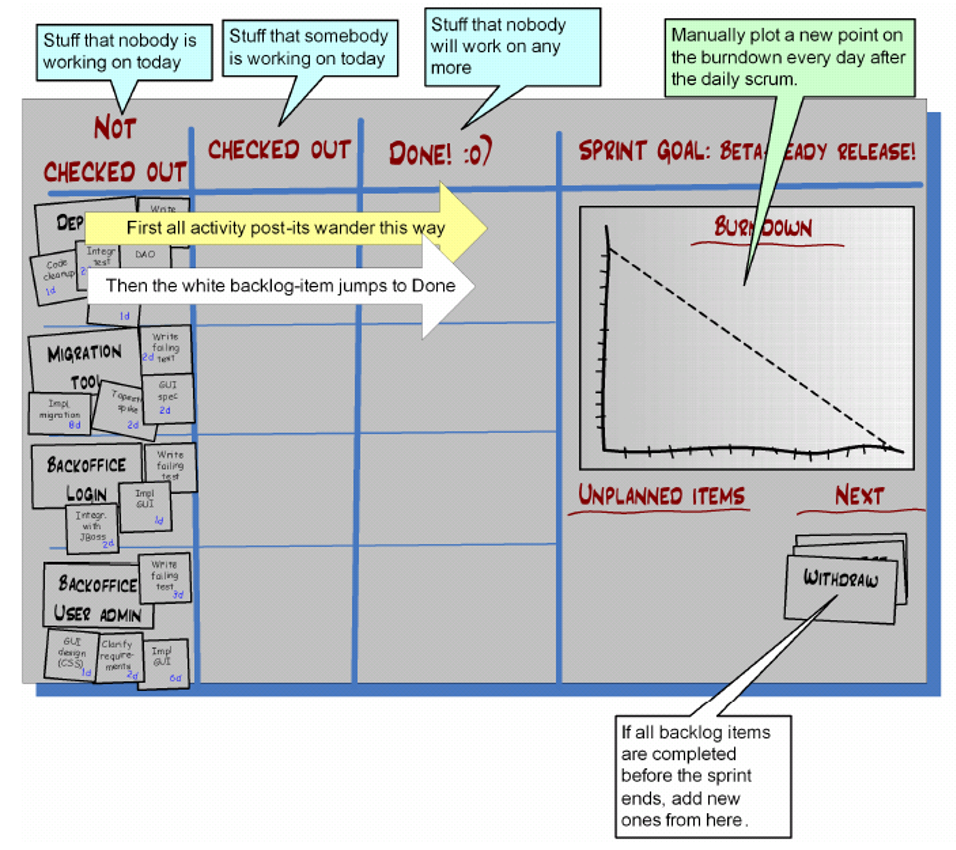 Stuff that nobody is
working on today
Stuff that somebody
is working on today
Stuff that nobody
will work on any
more
Manually plot a new point on
the burndown every day after
the daily scrum.
NOT
CHECKED OUT
CHECKED OUT
DONE! :o)
SPRINT GOAL: BETA-READY RELEASE!
DEP
Write
First all activity post-its wander this way
Code
cleanup
1d
Integr
test
2
DAO
Then the white backlog-item jumps to Done
1d
BURNDOWN
MIGRATION
TOOL
Write
failing
test
2d
GUI
spec
2d
Impl.
migration
8d
2d
BACKOFFICE
LOGIN
Write
failing
test
Impl
GUI
1d
Integr.
with
JBoss
2d
BACKOFFICE
USER ADMIN
Write
failing
test
3d
GUI
design
(CSS)
1d
Clarify
require-
ments
2d
Impl
GUI
6d
UNPLANNED ITEMS
NEXT
WITHDRAW
If all backlog items
are completed
before the sprint
ends, add new
ones from here.